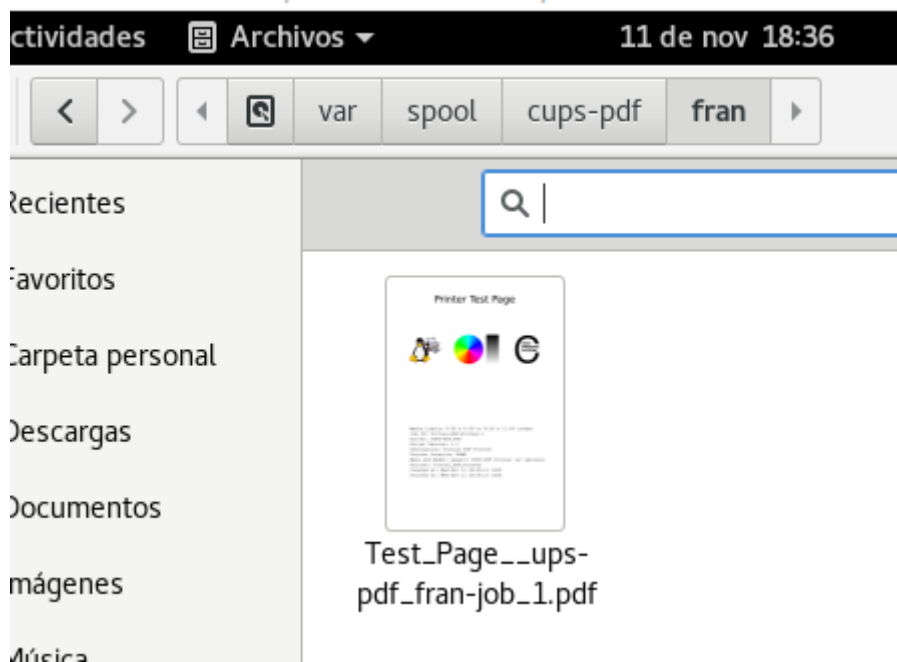 ctividades Archivos 11 de nov 18:36
var spool cups-pdf fran
Recientes
Favoritos
Carpeta personal
Descargas
Documentos
mágenes
Música
Printer Test Page
Test_Page__ups-
pdf_fran-job_1.pdf